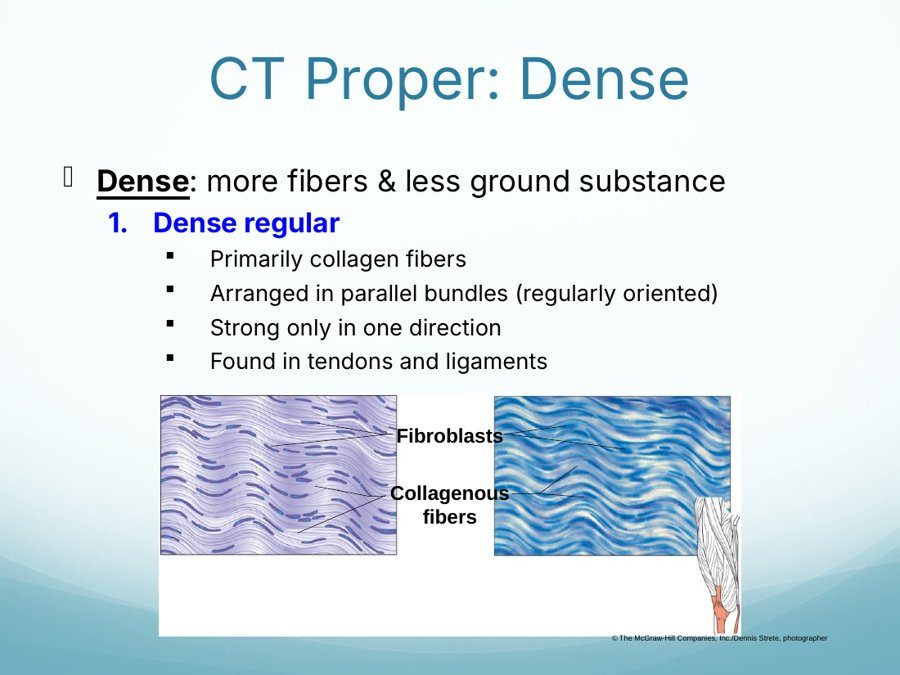 CT Proper: Dense
Dense: more fibers & less ground substance
1. Dense regular
▪ Primarily collagen fibers
▪ Arranged in parallel bundles (regularly oriented)
▪ Strong only in one direction
▪ Found in tendons and ligaments
Fibroblasts
Collagenous
fibers
© The McGraw-Hill Companies, Inc./Dennis Strete, photographer